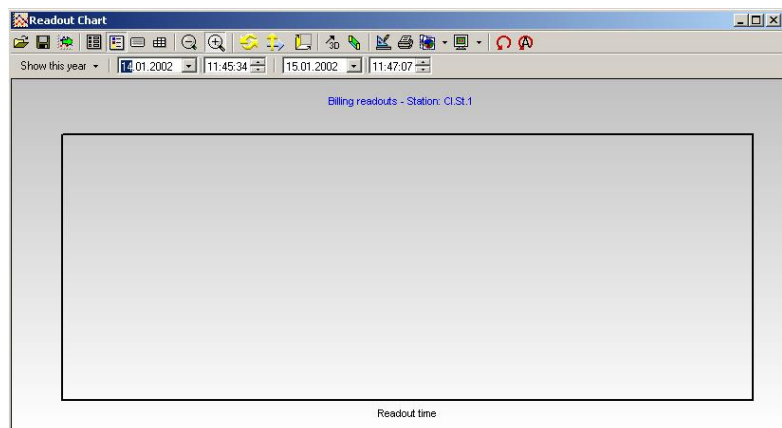 Readout Chart
3D A
Show this year 14.01.2002 11:45:34 15.01.2002 11:47:07
Billing readouts - Station: Cl.St.1
Readout time